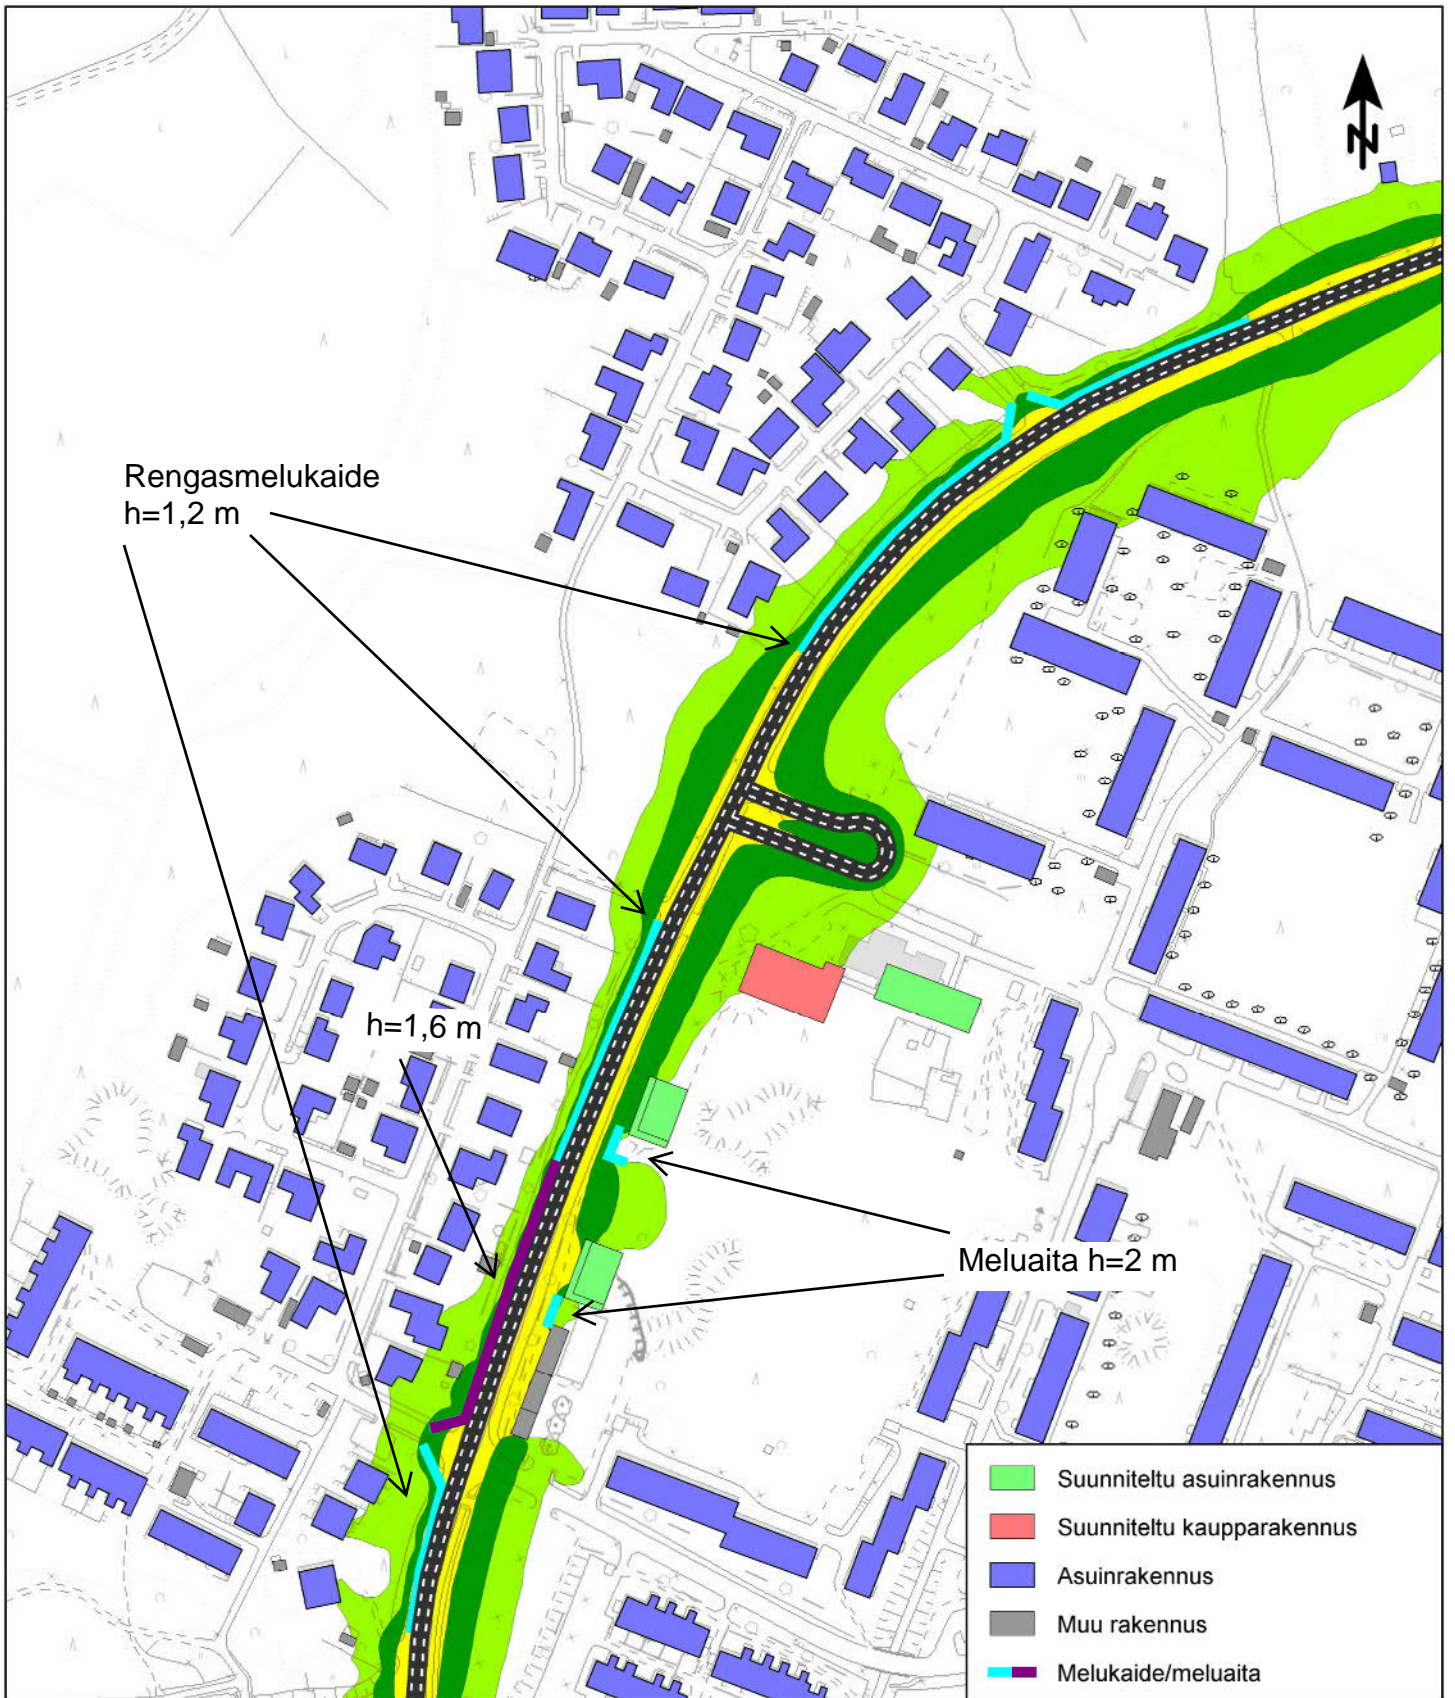 N
Rengasmelukaide
h=1,2 m
h=1,6 m
Meluaita h=2 m
Suunniteltu asuinrakennus
Suunniteltu kaupparakennus
Asuinrakennus
Muu rakennus
Melukaide/meluaita